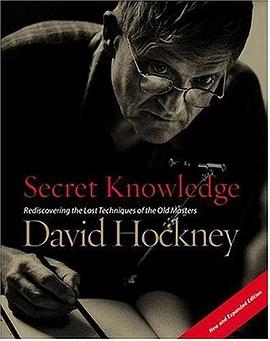 Secret Knowledge
Rediscovering the Lost Techniques of the Old Masters
David Hockney
New and Expanded Edition